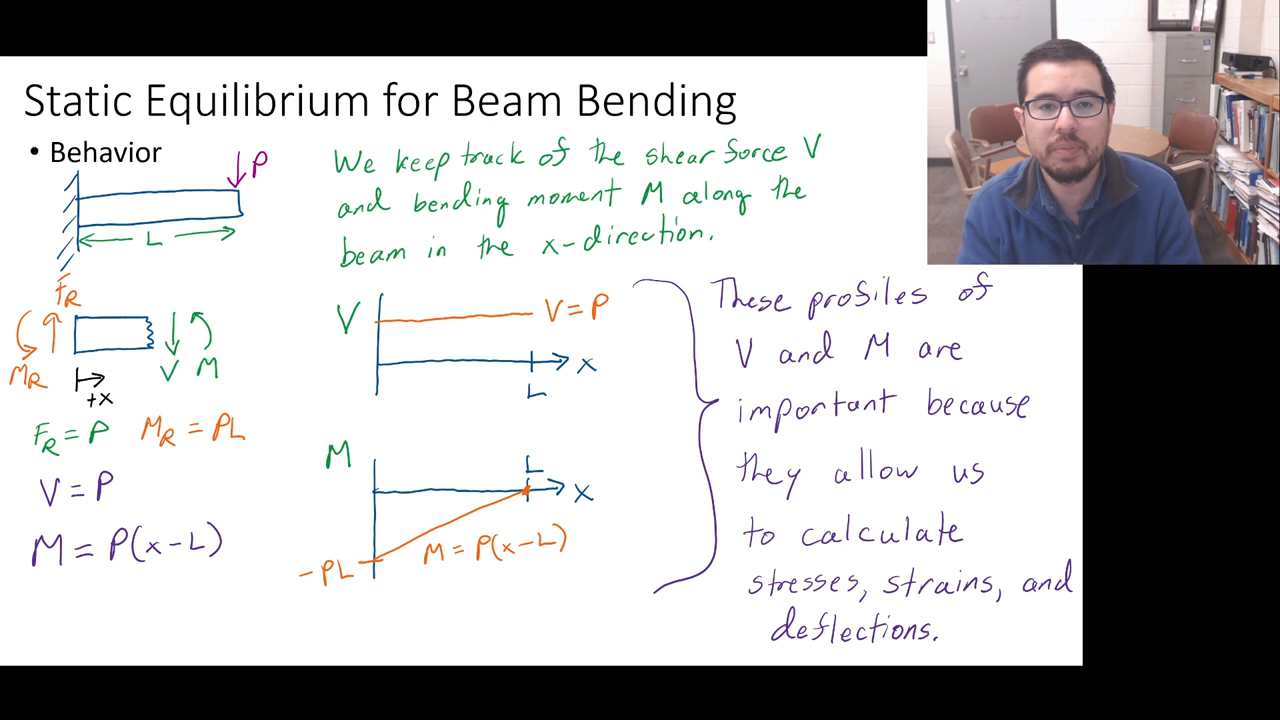 Static Equilibrium for Beam Bending
• Behavior
P
L
We keep track of the shear force V
and bending moment M along the
beam in the x-direction.
F_R
M_R
V M
+x
F_R = P M_R = PL
V = P
M = P(x-L)
V
V = P
x
L
M
L
x
-PL
M = P(x-L)
These profiles of
V and M are
important because
they allow us
to calculate
stresses, strains, and
deflections.